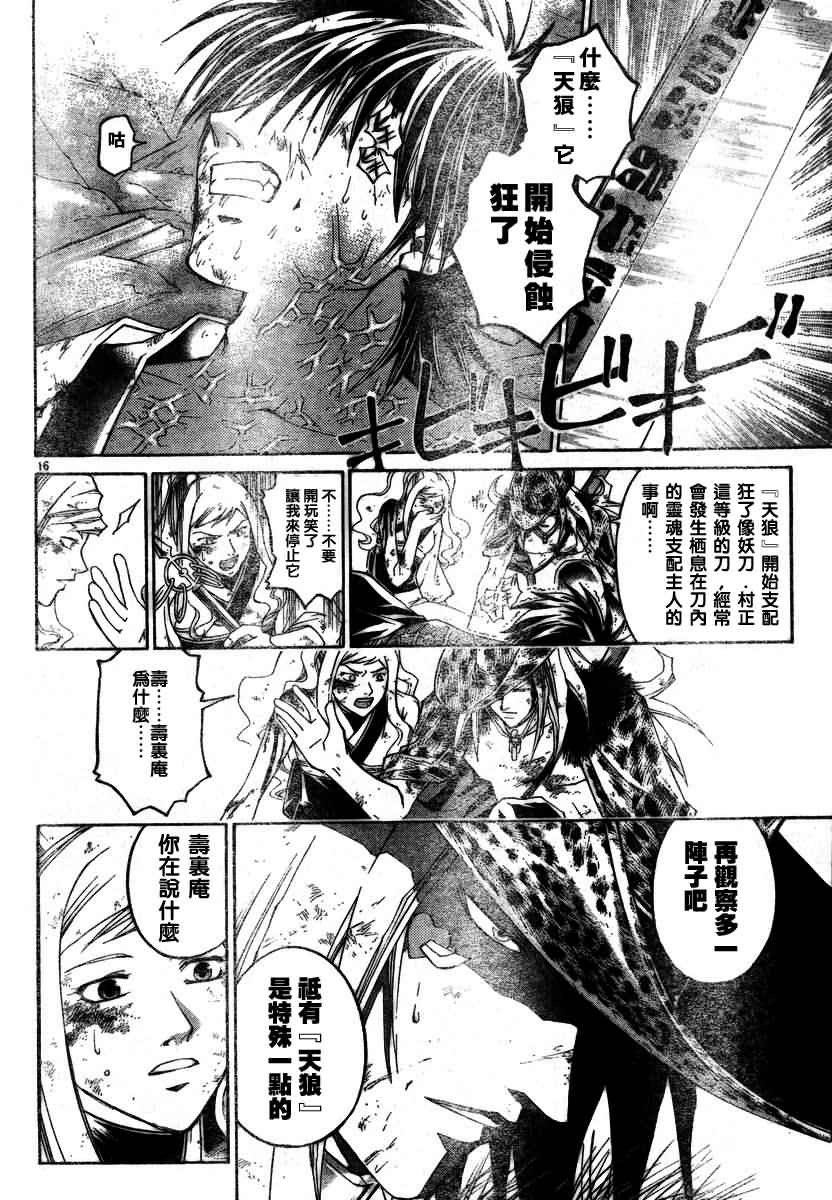 什麼……
『天狼』它
開始侵蝕
狂了
咕
ビキビキビキ
16
『天狼』開始支配
狂了像妖刀．村正
這等級的刀,經常
會發生栖息在刀內
的靈魂支配主人的
事啊……
不……不要
開玩笑了
讓我來停止它
壽……壽裏庵
為什麼……
再觀察多一
陣子吧
祗有『天狼』
是特殊一點的
壽裏庵
你在說什麼